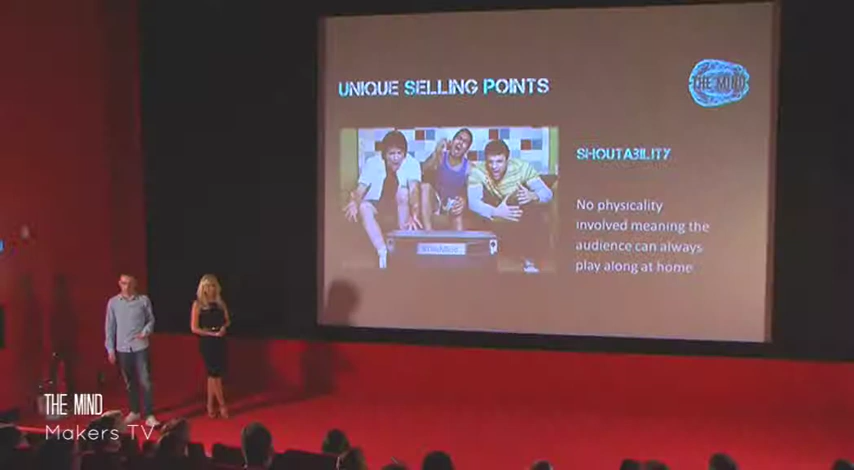 UNIQUE SELLING POINTS
THE MIND
SHOUTABILITY
No physicality
involved meaning the
audience can always
play along at home
THE MIND
Makers TV